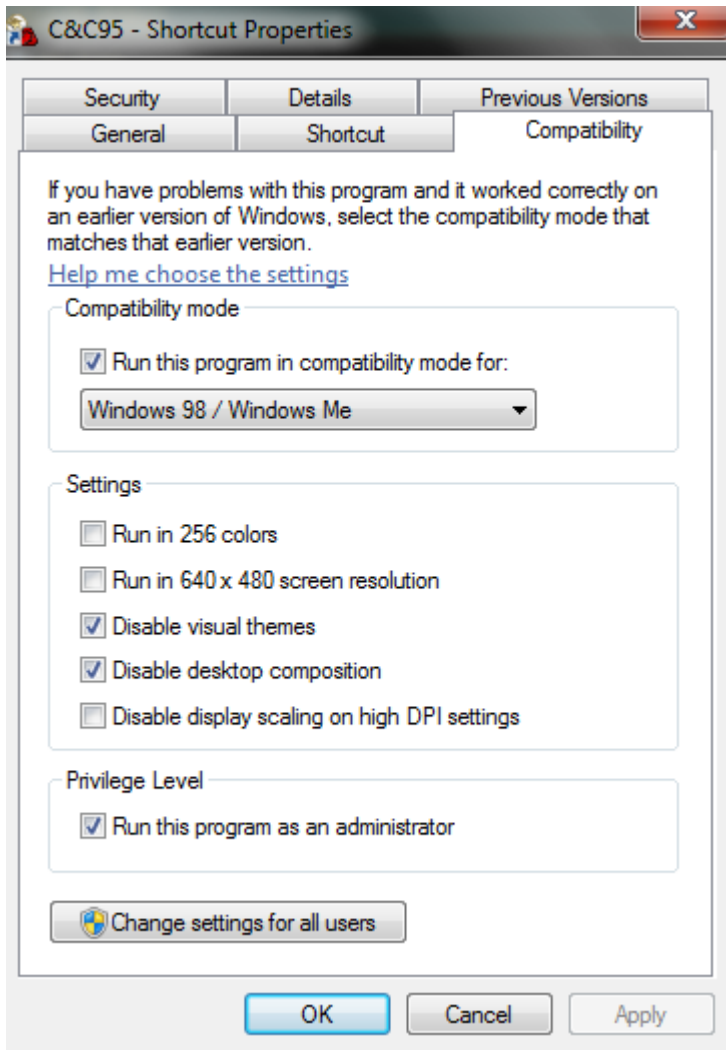 C&C95 - Shortcut Properties
Security Details Previous Versions
General Shortcut Compatibility
If you have problems with this program and it worked correctly on
an earlier version of Windows, select the compatibility mode that
matches that earlier version.
Help me choose the settings
Compatibility mode
Run this program in compatibility mode for:
Windows 98 / Windows Me
Settings
Run in 256 colors
Run in 640 x 480 screen resolution
Disable visual themes
Disable desktop composition
Disable display scaling on high DPI settings
Privilege Level
Run this program as an administrator
Change settings for all users
OK Cancel Apply